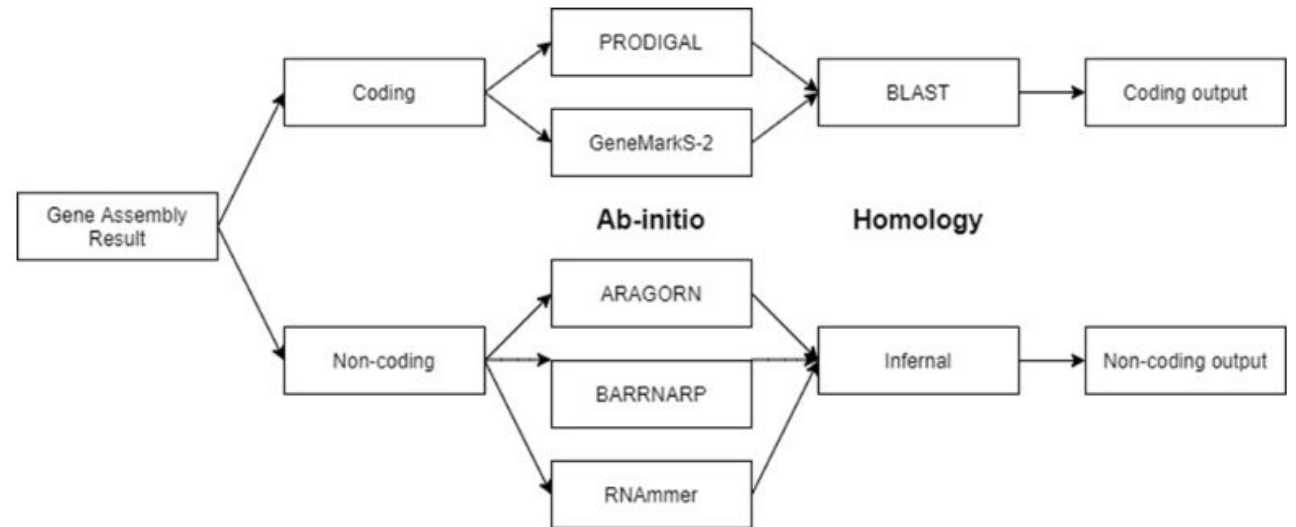 PRODIGAL
Coding
BLAST
Coding output
GeneMarkS-2
Gene Assembly
Result
Ab-initio
Homology
ARAGORN
Non-coding
Infernal
Non-coding output
BARRNARP
RNAmmer